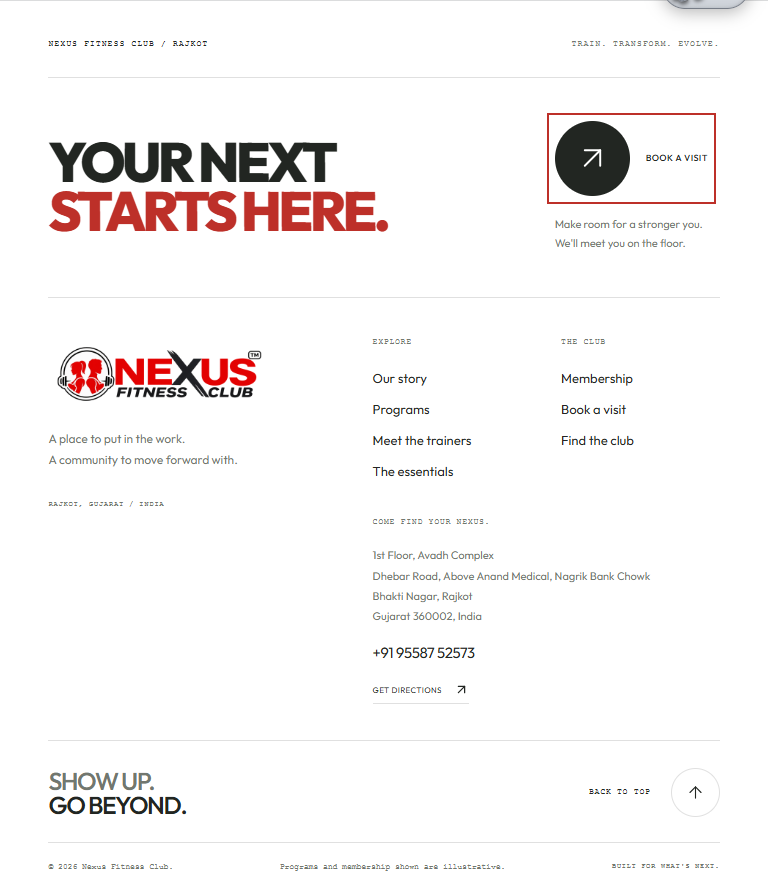 NEXUS FITNESS CLUB / RAJKOT
TRAIN. TRANSFORM. EVOLVE.
YOUR NEXT
STARTS HERE.
BOOK A VISIT
Make room for a stronger you.
We'll meet you on the floor.
NEXUS TM
FITNESS CLUB
A place to put in the work.
A community to move forward with.
RAJKOT, GUJARAT / INDIA
EXPLORE
Our story
Programs
Meet the trainers
The essentials
THE CLUB
Membership
Book a visit
Find the club
COME FIND YOUR NEXUS.
1st Floor, Avadh Complex
Dhebar Road, Above Anand Medical, Nagrik Bank Chowk
Bhakti Nagar, Rajkot
Gujarat 360002, India
+91 95587 52573
GET DIRECTIONS
SHOW UP.
GO BEYOND.
BACK TO TOP
© 2026 Nexus Fitness Club.
Programs and membership shown are illustrative.
BUILT FOR WHAT'S NEXT.